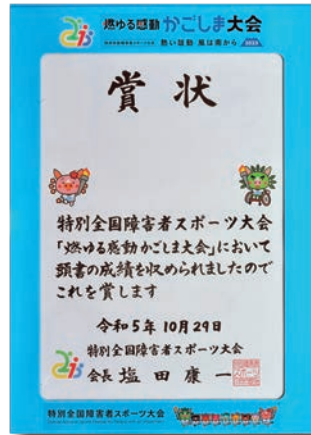 燃ゆる感動かごしま大会
熱い鼓動 風は南から 2023
賞状
特別全国障害者スポーツ大会
「燃ゆる感動かごしま大会」において
頭書の成績を収められましたので
これを賞します
令和5年10月29日
特別全国障害者スポーツ大会
会長 塩田康一
特別全国障害者スポーツ大会